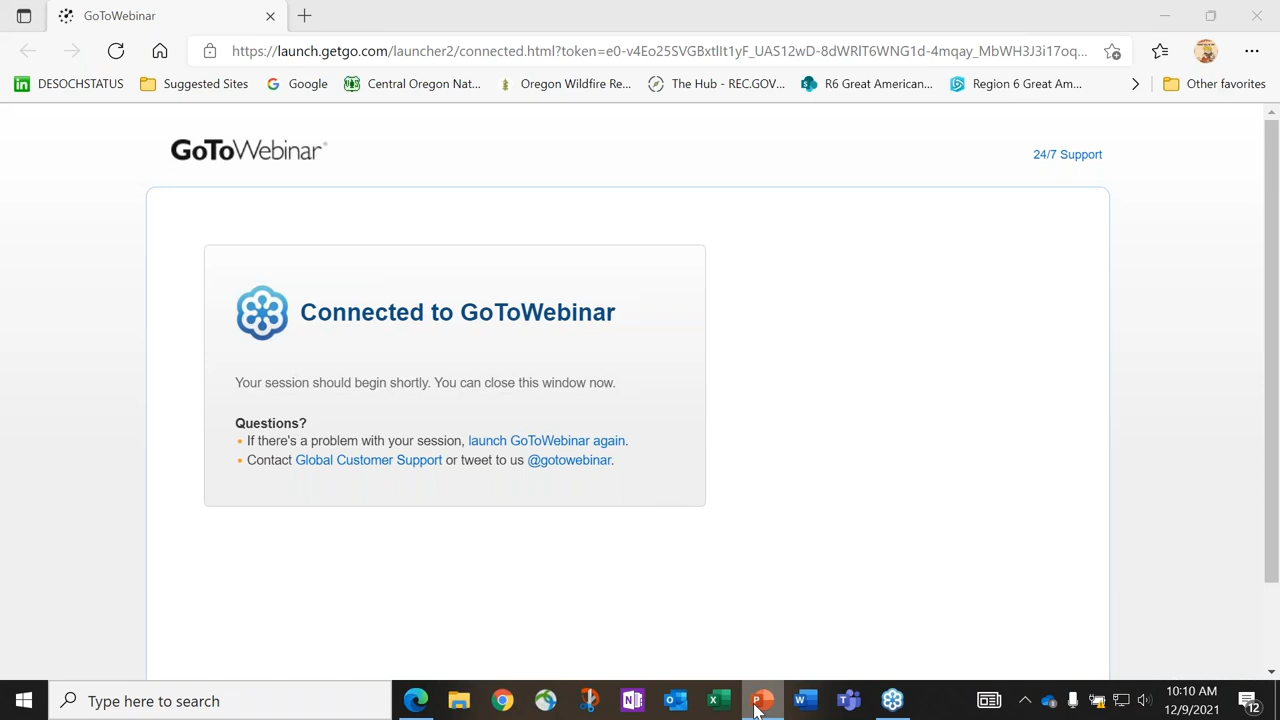 GoToWebinar
https://launch.getgo.com/launcher2/connected.html?token=e0-v4Eo25SVGBxtlIt1yF_UAS12wD-8dWRlT6WNG1d-4mqay_MbWH3J3i17oq...
DESOCHSTATUS
Suggested Sites
Google
Central Oregon Nat...
Oregon Wildfire Re...
The Hub - REC.GOV...
R6 Great American...
Region 6 Great Am...
Other favorites
GoToWebinar®
24/7 Support
Connected to GoToWebinar
Your session should begin shortly. You can close this window now.
Questions?
• If there's a problem with your session, launch GoToWebinar again.
• Contact Global Customer Support or tweet to us @gotowebinar.
Type here to search
10:10 AM
12/9/2021
12